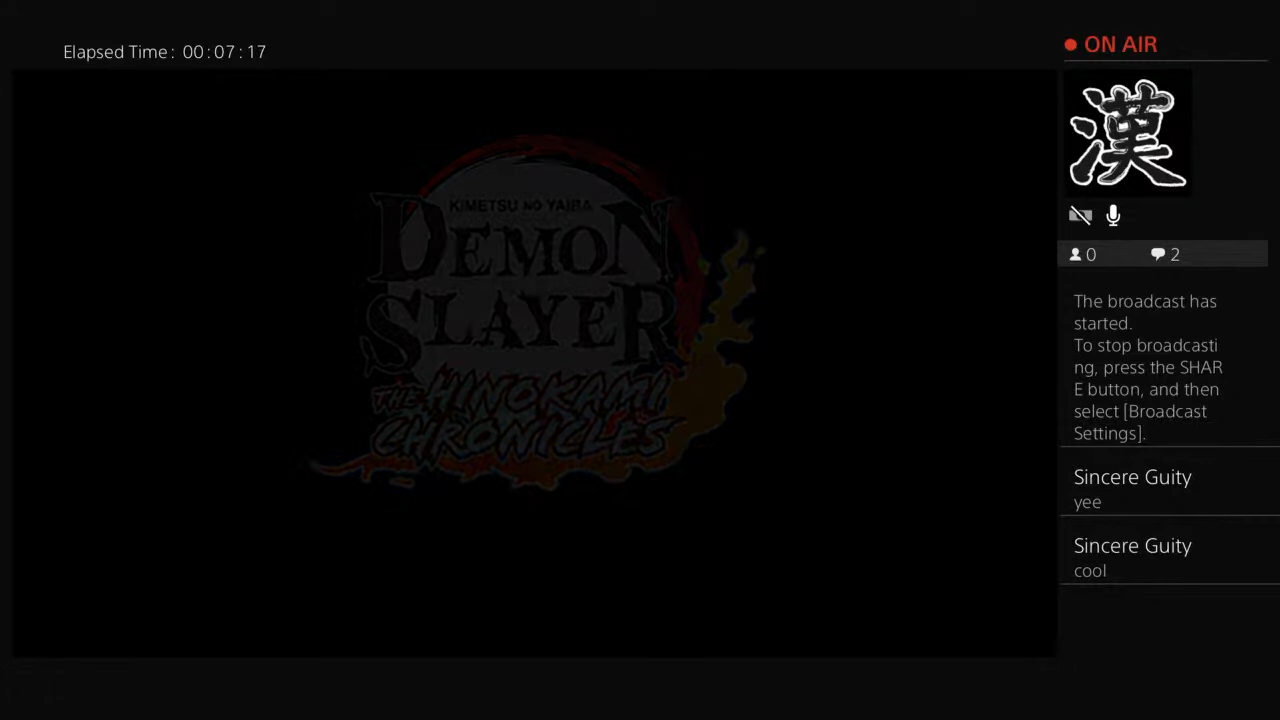 Elapsed Time: 00:07:17
ON AIR
漢
0 2
KIMETSU NO YAIBA
DEMON
SLAYER
THE HINOKAMI
CHRONICLES
The broadcast has
started.
To stop broadcasti
ng, press the SHAR
E button, and then
select [Broadcast
Settings].
Sincere Guity
yee
Sincere Guity
cool